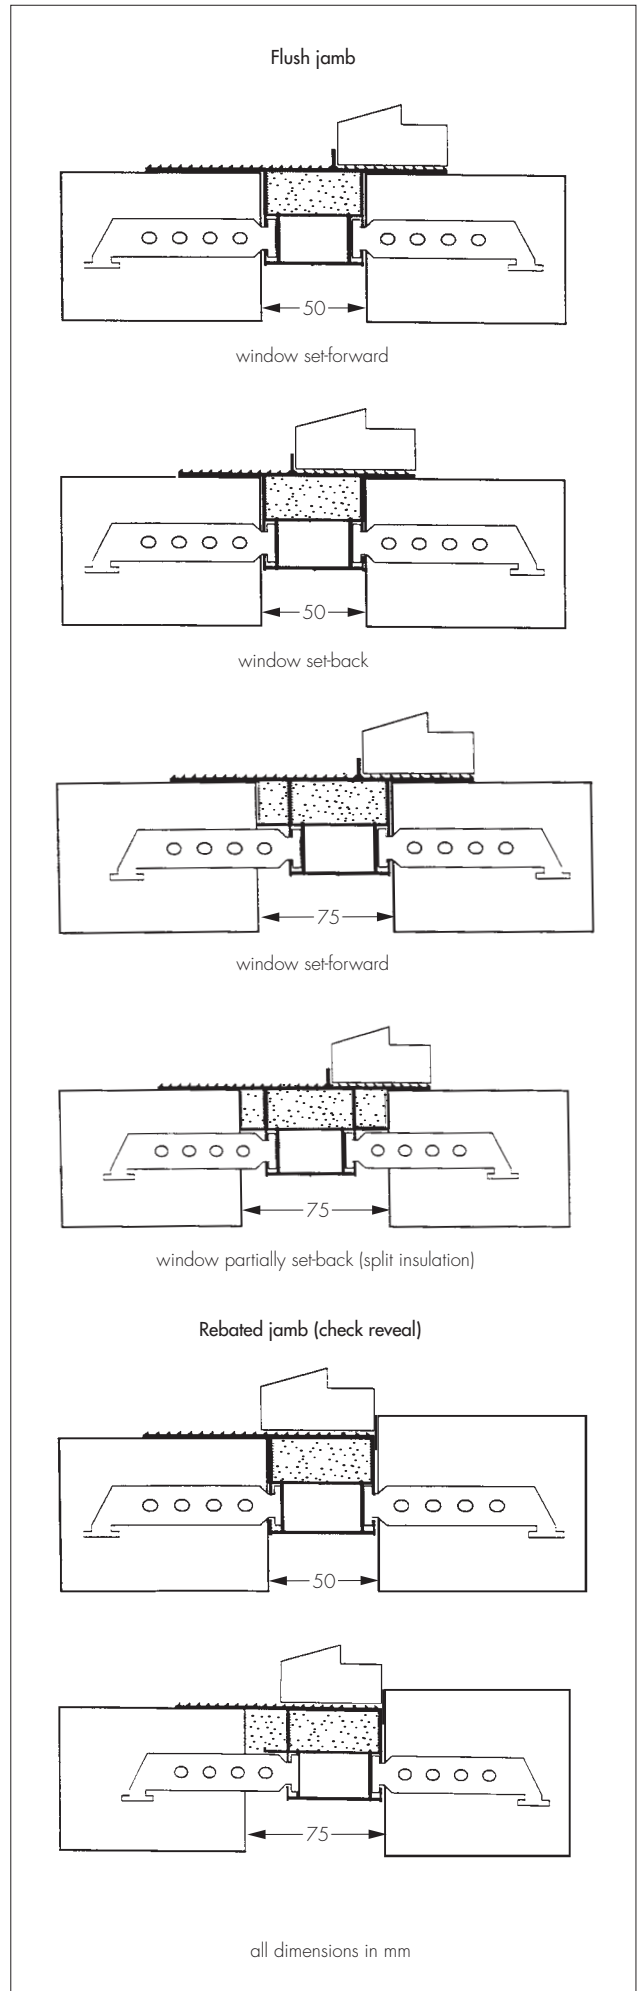 Flush jamb
50
window set-forward
50
window set-back
75
window set-forward
75
window partially set-back (split insulation)
Rebated jamb (check reveal)
50
75
all dimensions in mm